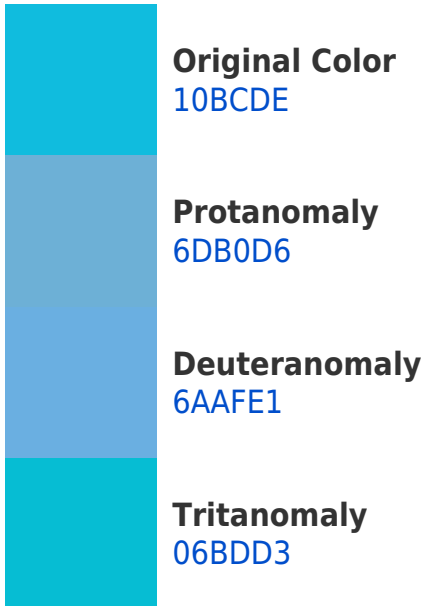 Original Color
10BCDE
Protanomaly
6DB0D6
Deuteranomaly
6AAFE1
Tritanomaly
06BDD3